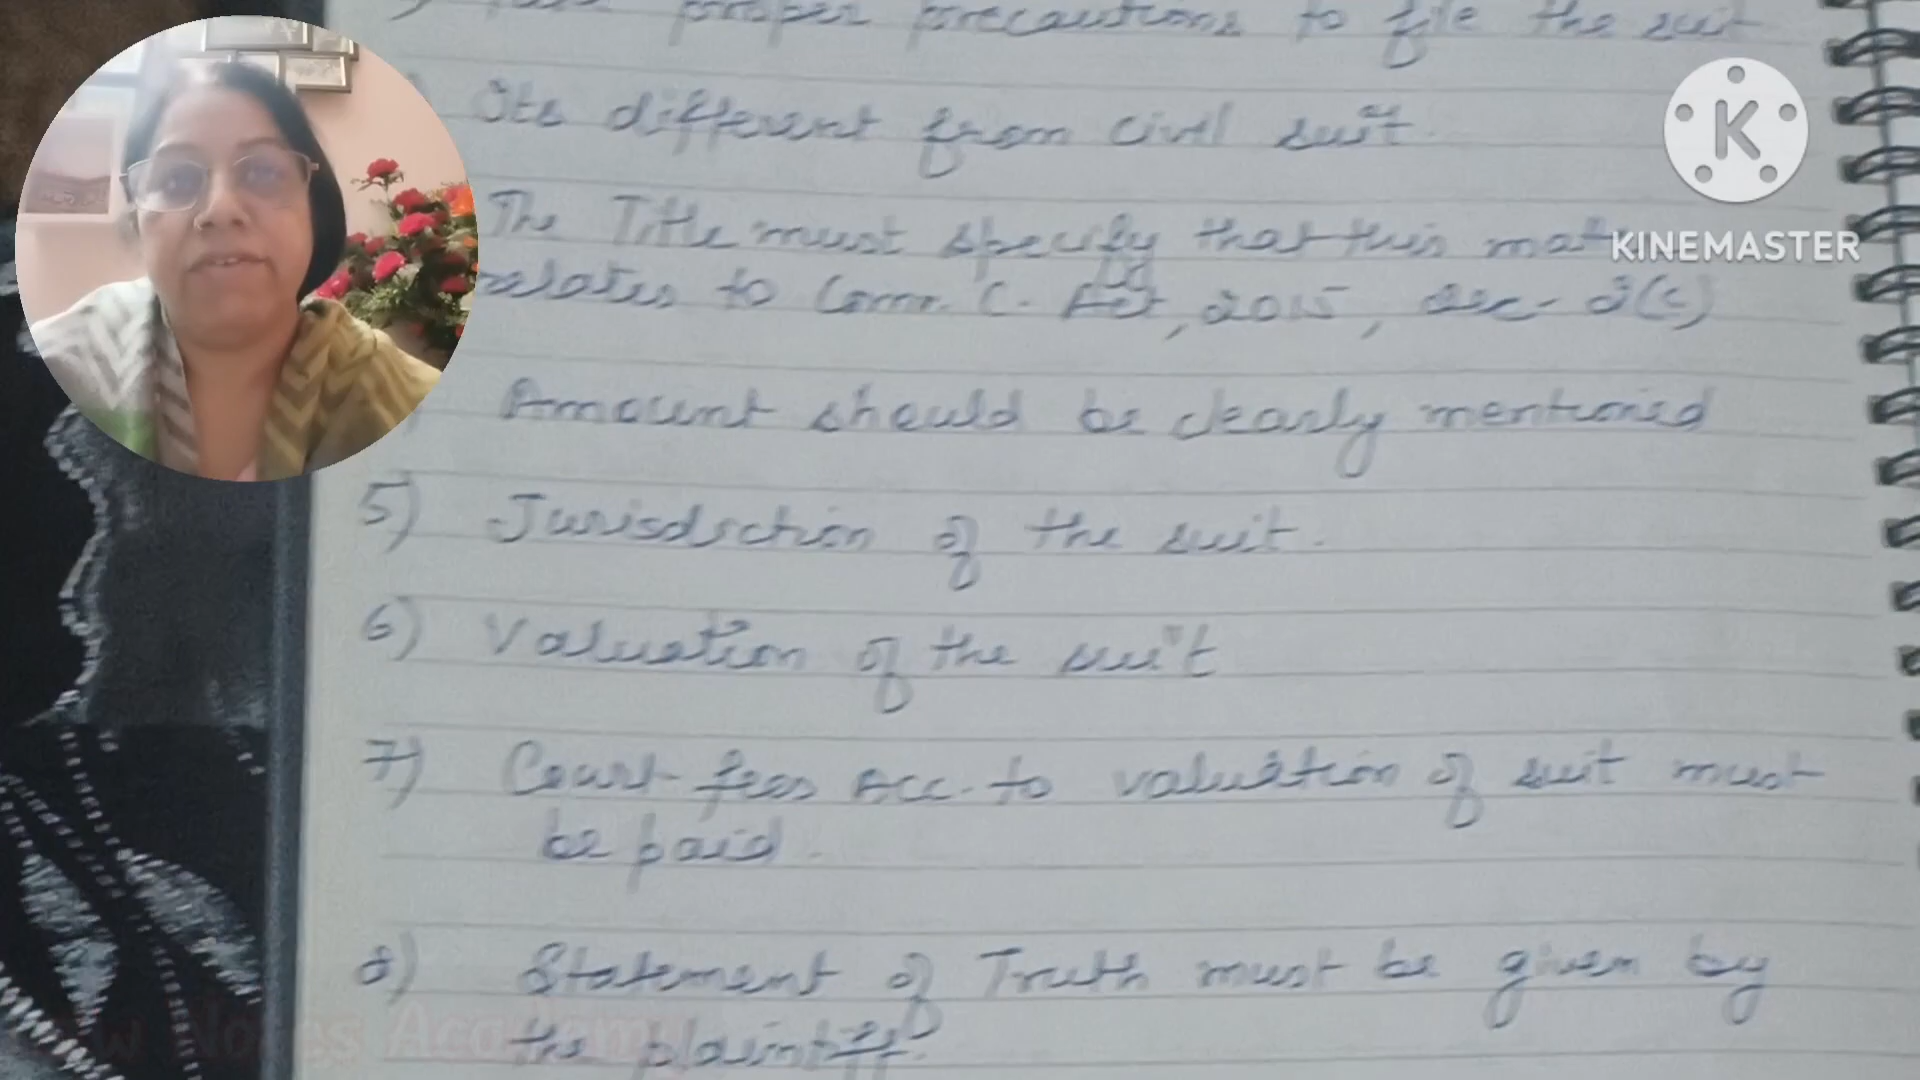 proper precautions to file the suit
Its different from Civil suit.
The Title must specify that this
relates to Comm. C. Act, 2015, Sec- 2(c)
Amount should be clearly mentioned
5) Jurisdiction of the suit.
6) Valuation of the suit
7) Court fees Acc. to valuation of suit must
be paid.
8) Statement of Truth must be given by
the plaintiff.
KINEMASTER
Notes Academy